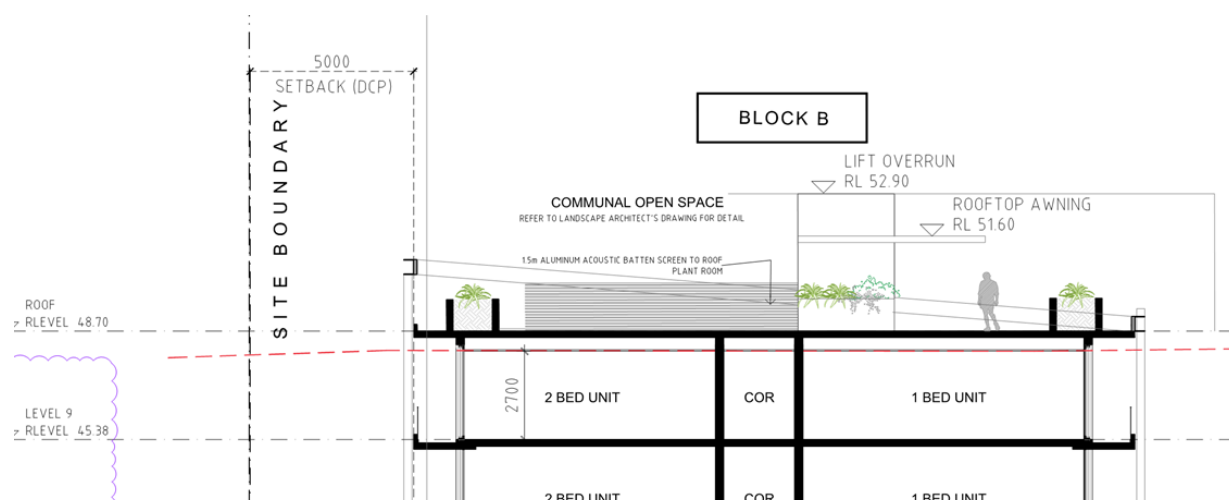 5000
SETBACK (DCP)
SITE BOUNDARY
BLOCK B
LIFT OVERRUN
RL 52.90
COMMUNAL OPEN SPACE
REFER TO LANDSCAPE ARCHITECT'S DRAWING FOR DETAIL
ROOFTOP AWNING
RL 51.60
1.5m ALUMINUM ACOUSTIC BATTEN SCREEN TO ROOF
PLANT ROOM
ROOF
RLEVEL 48.70
2700
2 BED UNIT
COR
1 BED UNIT
LEVEL 9
RLEVEL 45.38
2 BED UNIT
COR
1 BED UNIT